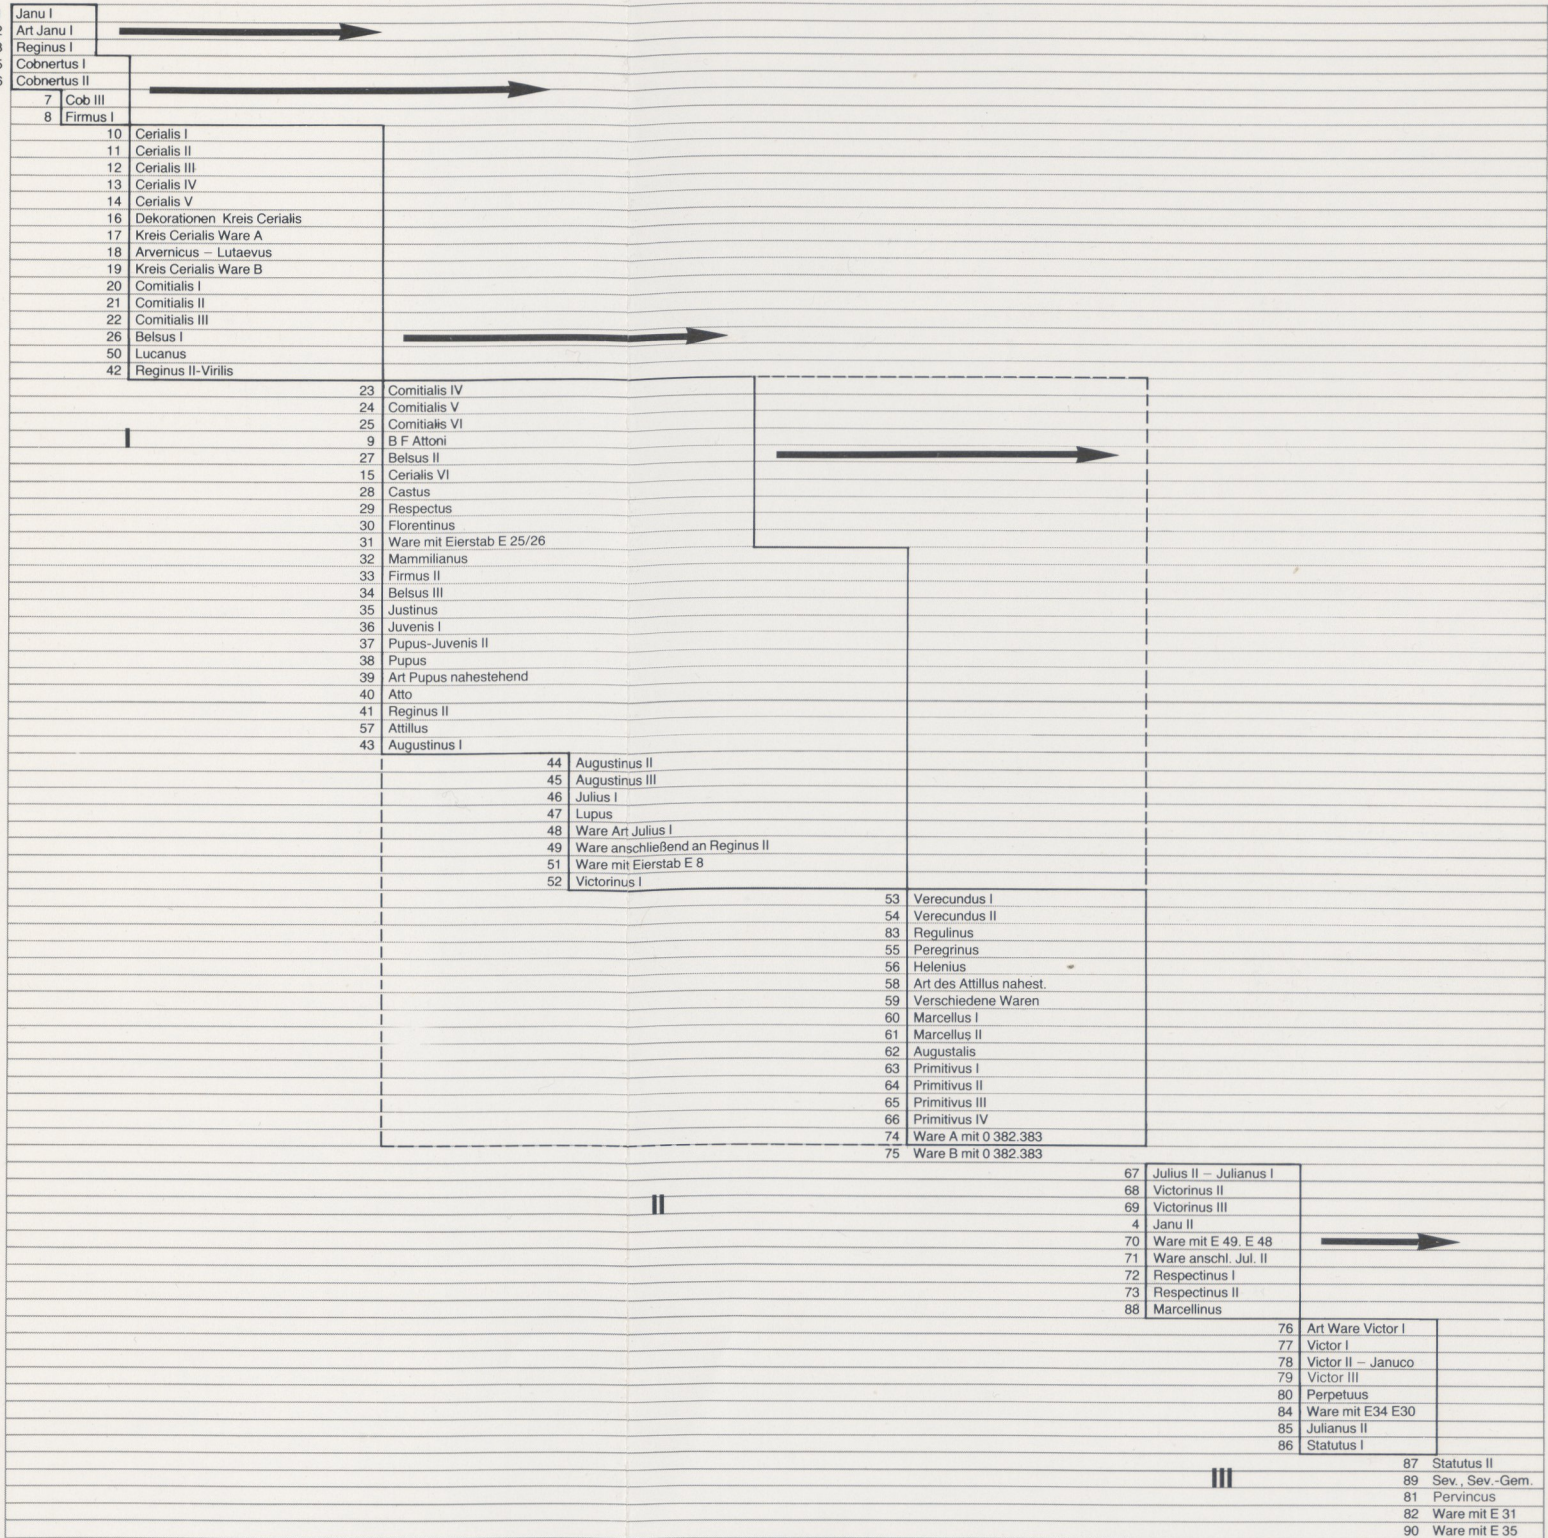 Janu I
2 Art Janu I
Reginus I
Cobnertus I
Cobnertus II
7 Cob III
8 Firmus I
10 Cerialis I
11 Cerialis II
12 Cerialis III
13 Cerialis IV
14 Cerialis V
16 Dekorationen Kreis Cerialis
17 Kreis Cerialis Ware A
18 Arvernicus – Lutaevus
19 Kreis Cerialis Ware B
20 Comitialis I
21 Comitialis II
22 Comitialis III
26 Belsus I
50 Lucanus
42 Reginus II-Virilis
23 Comitialis IV
24 Comitialis V
25 Comitialis VI
I
9 B F Attoni
27 Belsus II
15 Cerialis VI
28 Castus
29 Respectus
30 Florentinus
31 Ware mit Eierstab E 25/26
32 Mammilianus
33 Firmus II
34 Belsus III
35 Justinus
36 Juvenis I
37 Pupus-Juvenis II
38 Pupus
39 Art Pupus nahestehend
40 Atto
41 Reginus II
57 Attillus
43 Augustinus I
44 Augustinus II
45 Augustinus III
46 Julius I
47 Lupus
48 Ware Art Julius I
49 Ware anschließend an Reginus II
51 Ware mit Eierstab E 8
52 Victorinus I
53 Verecundus I
54 Verecundus II
83 Regulinus
55 Peregrinus
56 Helenius
58 Art des Attillus nahest.
59 Verschiedene Waren
60 Marcellus I
61 Marcellus II
62 Augustalis
63 Primitivus I
64 Primitivus II
65 Primitivus III
66 Primitivus IV
74 Ware A mit 0 382.383
75 Ware B mit 0 382.383
67 Julius II – Julianus I
68 Victorinus II
II
69 Victorinus III
4 Janu II
70 Ware mit E 49. E 48
71 Ware anschl. Jul. II
72 Respectinus I
73 Respectinus II
88 Marcellinus
76 Art Ware Victor I
77 Victor I
78 Victor II – Januco
79 Victor III
80 Perpetuus
84 Ware mit E34 E30
85 Julianus II
86 Statutus I
87 Statutus II
III
89 Sev., Sev.-Gem.
81 Pervincus
82 Ware mit E 31
90 Ware mit E 35